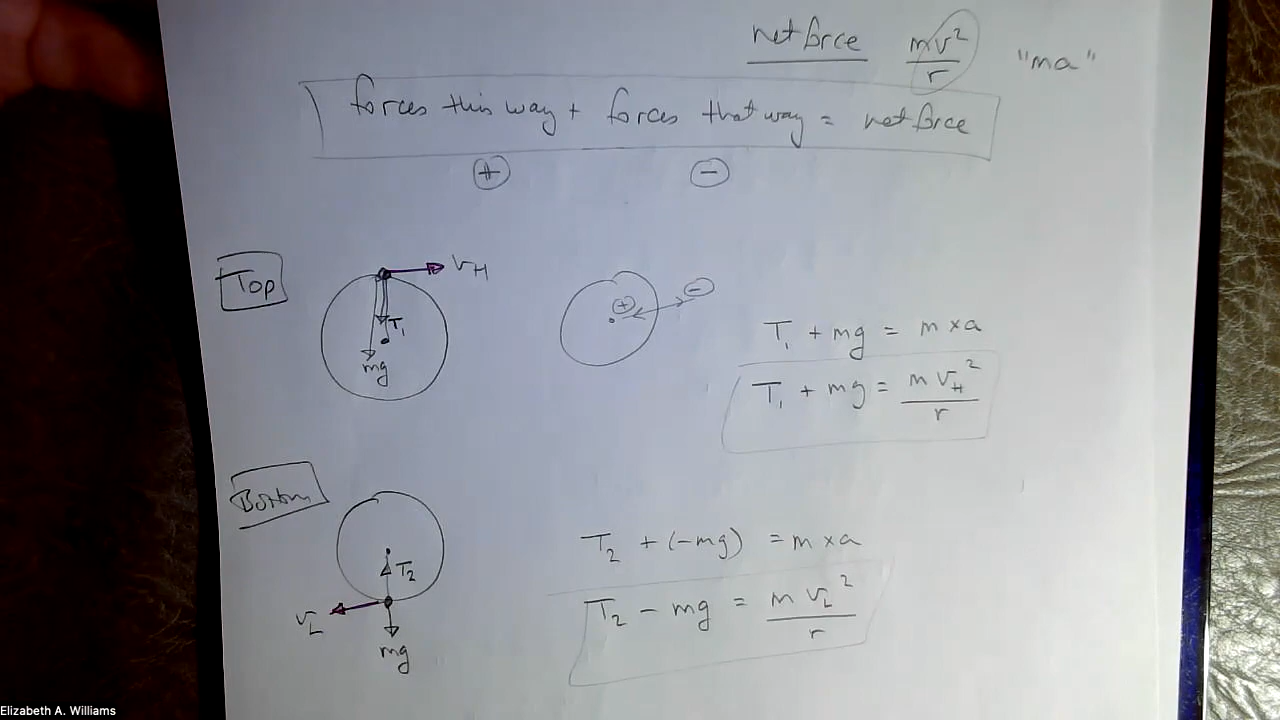 net force mv²/r "ma"
forces this way + forces that way = net force
+ −
Top
V_H
T₁
mg
+ −
T₁ + mg = m × a
T₁ + mg = m v_H²/r
Bottom
T₂
V_L
mg
T₂ + (−mg) = m × a
T₂ − mg = m v_L²/r
Elizabeth A. Williams